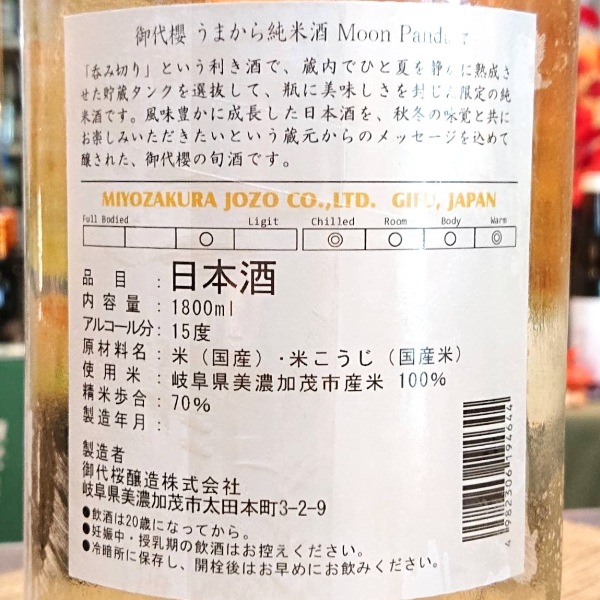 御代櫻 うまから純米酒 Moon Panda
「呑み切り」という利き酒で、蔵内でひと夏を静かに熟成さ
せた貯蔵タンクを選抜して、瓶に美味しさを封じた限定の純
米酒です。風味豊かに成長した日本酒を、秋冬の味覚と共に
お楽しみいただきたいという蔵元からのメッセージを込めて
醸された、御代櫻の旬酒です。
MIYOZAKURA JOZO CO.,LTD. GIFU, JAPAN
Full Bodied Ligit Chilled Room Body Warm
○ ◎ ○ ○ ◎
品目:日本酒
内容量:1800ml
アルコール分:15度
原材料名:米(国産)・米こうじ(国産米)
使用米:岐阜県美濃加茂市産米 100%
精米歩合:70%
製造年月:
製造者
御代桜醸造株式会社
岐阜県美濃加茂市太田本町3-2-9
●飲酒は20歳になってから。
●妊娠中・授乳期の飲酒はお控えください。
●冷暗所に保存し、開栓後はお早めにお飲みください。
4 982306 194644